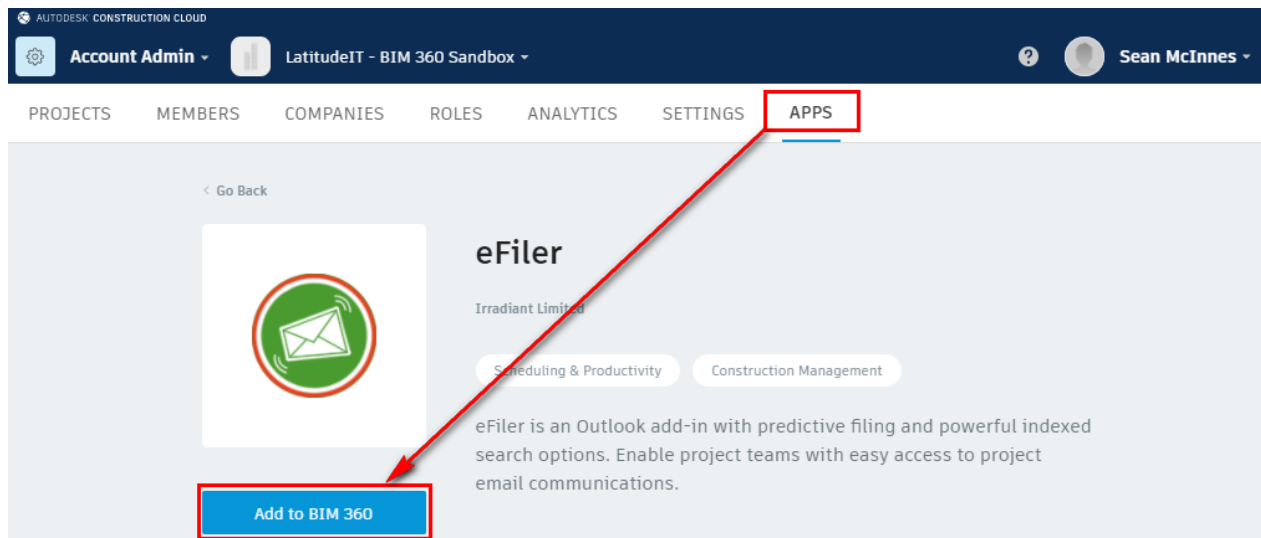 AUTODESK CONSTRUCTION CLOUD
Account Admin LatitudeIT - BIM 360 Sandbox Sean McInnes
PROJECTS MEMBERS COMPANIES ROLES ANALYTICS SETTINGS APPS
< Go Back
eFiler
Irradiant Limited
Scheduling & Productivity Construction Management
eFiler is an Outlook add-in with predictive filing and powerful indexed
search options. Enable project teams with easy access to project
email communications.
Add to BIM 360